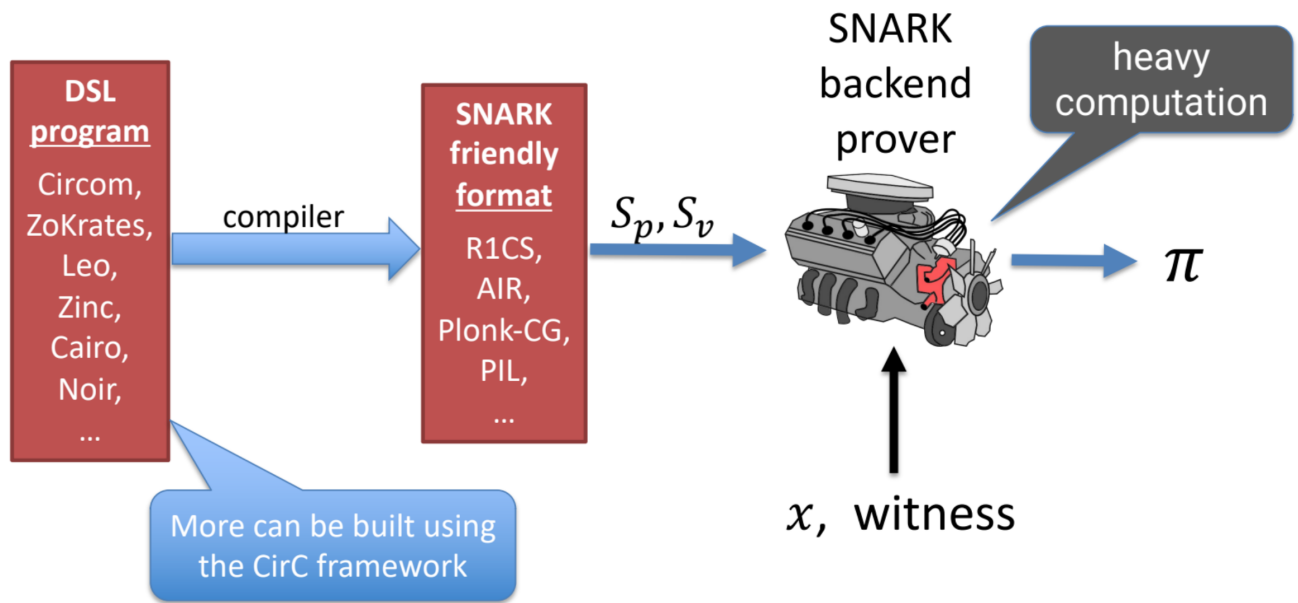 DSL
program
Circom,
ZoKrates,
Leo,
Zinc,
Cairo,
Noir,
...
compiler
More can be built using
the CirC framework
SNARK
friendly
format
R1CS,
AIR,
Plonk-CG,
PIL,
...
S_p, S_v
SNARK
backend
prover
heavy
computation
π
x, witness